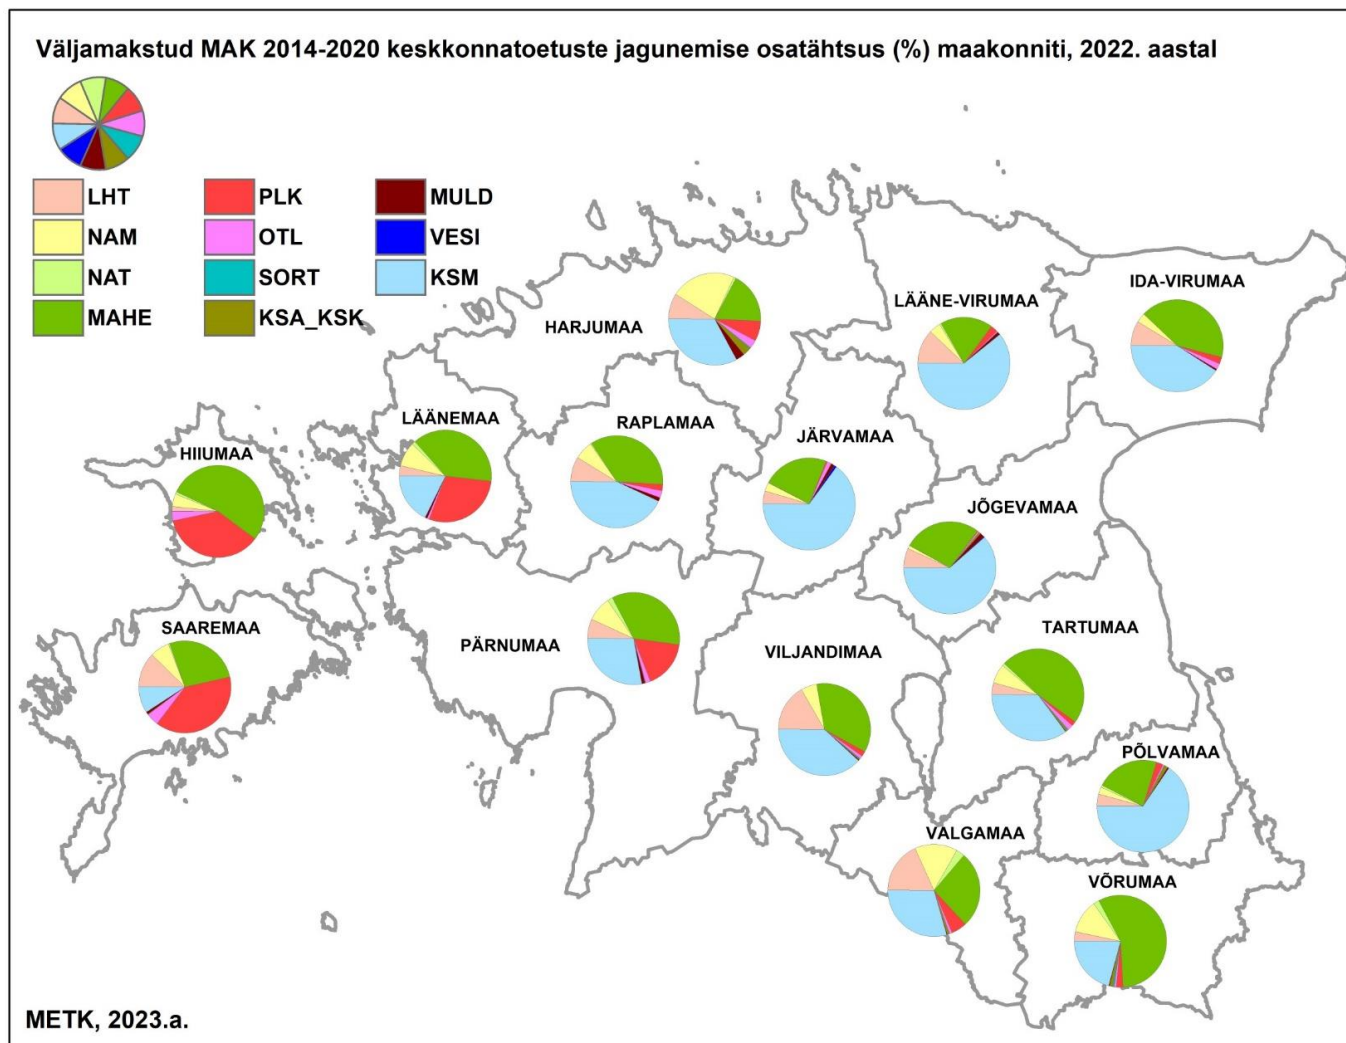 Väljamakstud MAK 2014-2020 keskkonnatoetuste jagunemise osatähtsus (%) maakonniti, 2022. aastal
LHT
PLK
MULD
NAM
OTL
VESI
NAT
SORT
KSM
MAHE
KSA_KSK
HARJUMAA
LÄÄNE-VIRUMAA
IDA-VIRUMAA
LÄÄNEMAA
RAPLAMAA
JÄRVAMAA
HIIUMAA
JÕGEVAMAA
SAAREMAA
PÄRNUMAA
VILJANDIMAA
TARTUMAA
PÕLVAMAA
VALGAMAA
VÕRUMAA
METK, 2023.a.